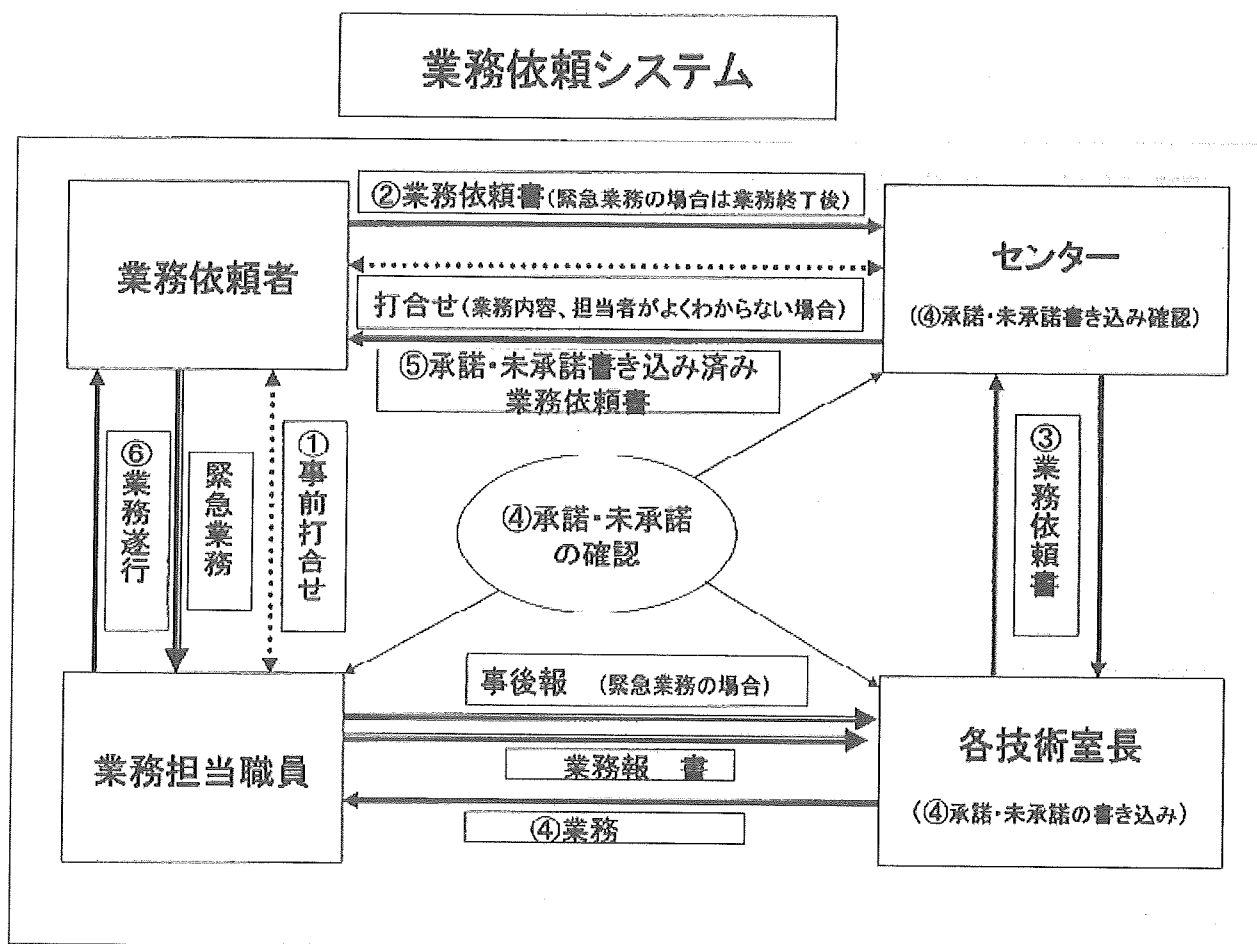 業務依頼システム
②業務依頼書(緊急業務の場合は業務終了後)
業務依頼者
センター
(④承諾・未承諾書き込み確認)
打合せ(業務内容、担当者がよくわからない場合)
⑤承諾・未承諾書き込み済み
業務依頼書
⑥業務遂行
緊急業務
①事前打合せ
④承諾・未承諾
の確認
③業務依頼書
事後報 (緊急業務の場合)
業務担当職員
業務報 書
各技術室長
(④承諾・未承諾の書き込み)
④業務